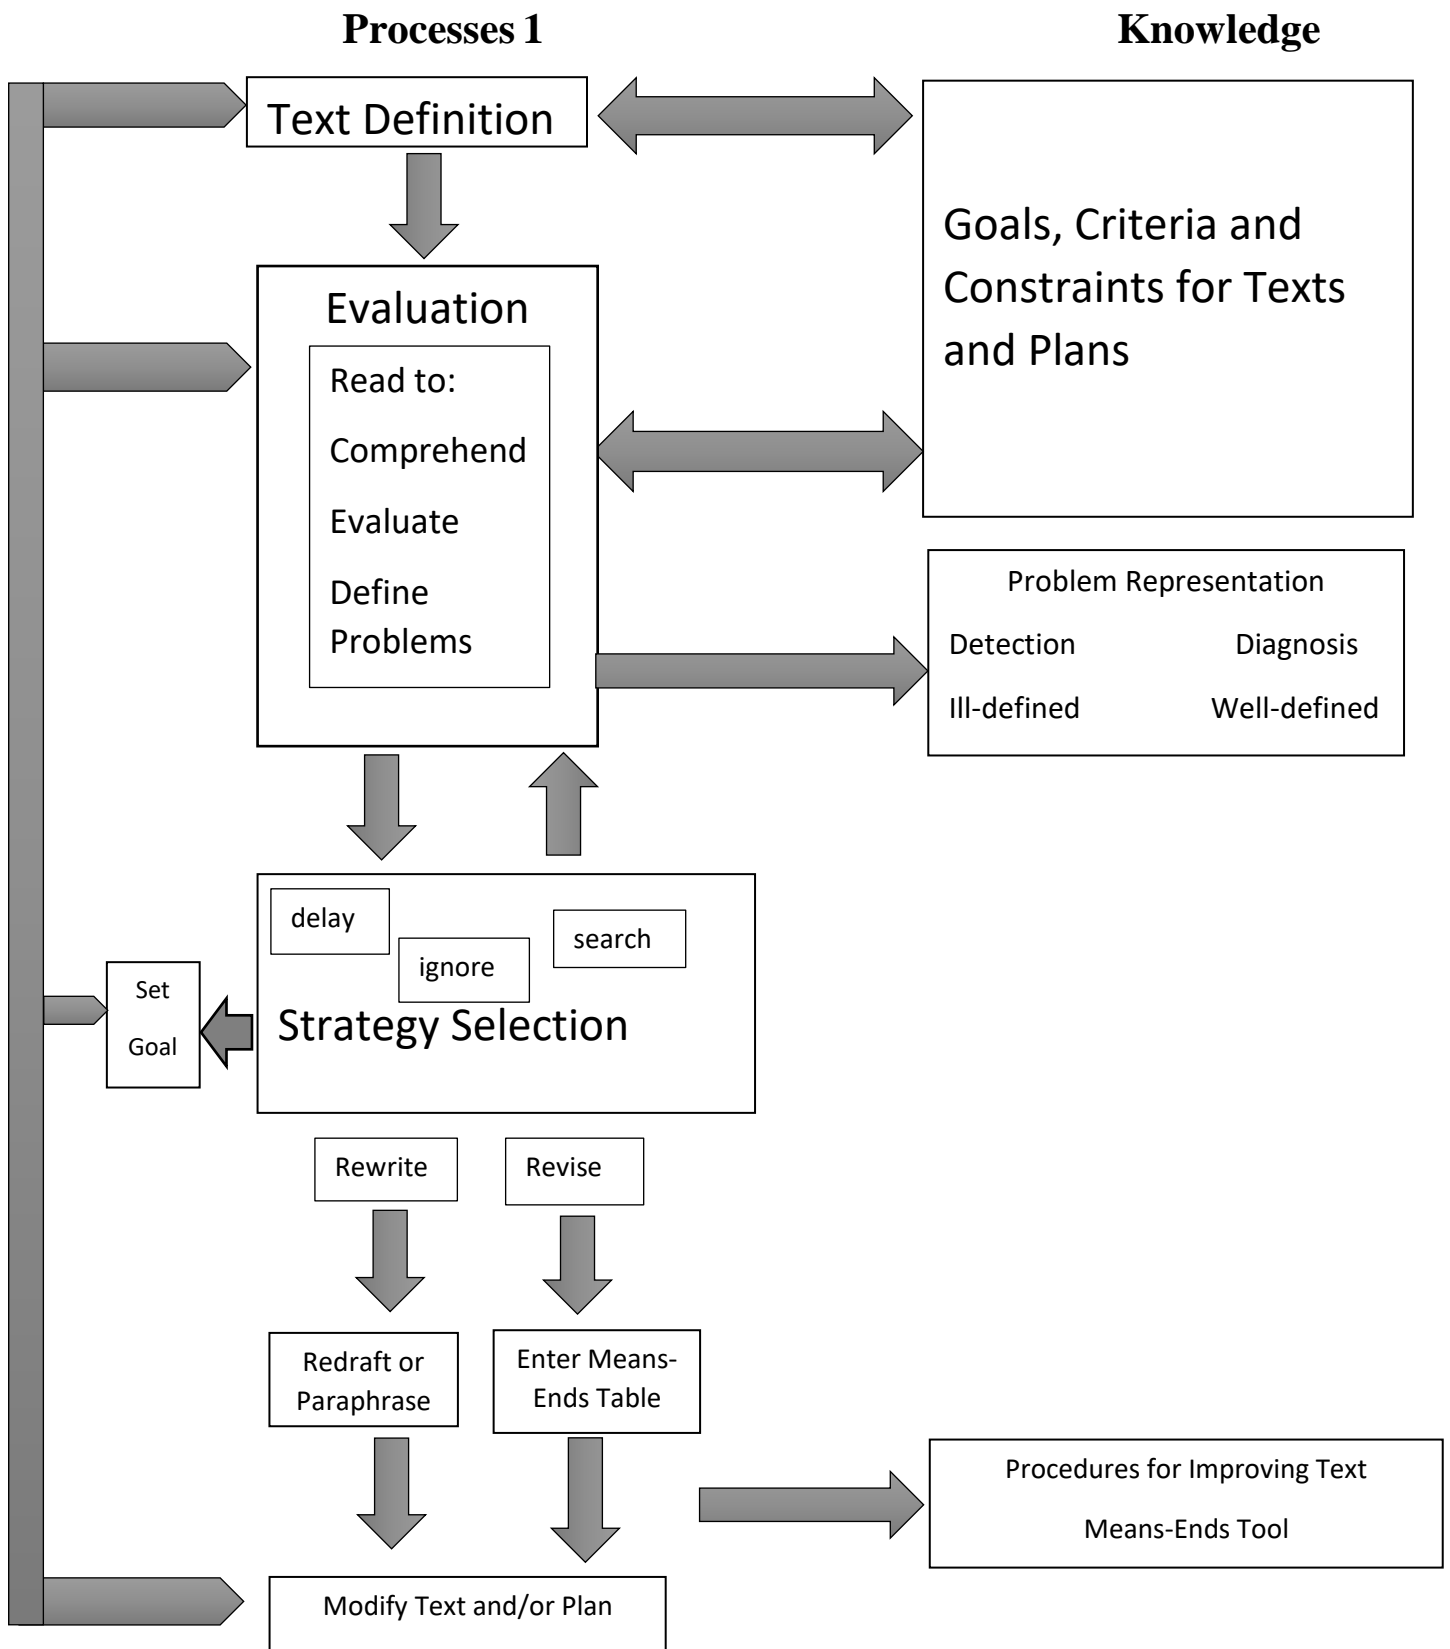 Processes 1
Knowledge
Text Definition
Goals, Criteria and
Constraints for Texts
and Plans
Evaluation
Read to:
Comprehend
Evaluate
Define
Problems
Problem Representation
Detection Diagnosis
Ill-defined Well-defined
delay
ignore
search
Strategy Selection
Set
Goal
Rewrite
Revise
Redraft or
Paraphrase
Enter Means-
Ends Table
Procedures for Improving Text
Means-Ends Tool
Modify Text and/or Plan